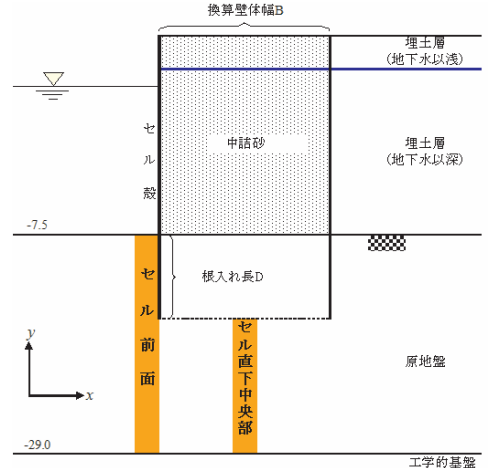 換算壁体幅B
埋土層
(地下水以浅)
セル殻
中詰砂
埋土層
(地下水以深)
-7.5
根入れ長D
セル前面
セル直下中央部
y
x
原地盤
-29.0
工学的基盤